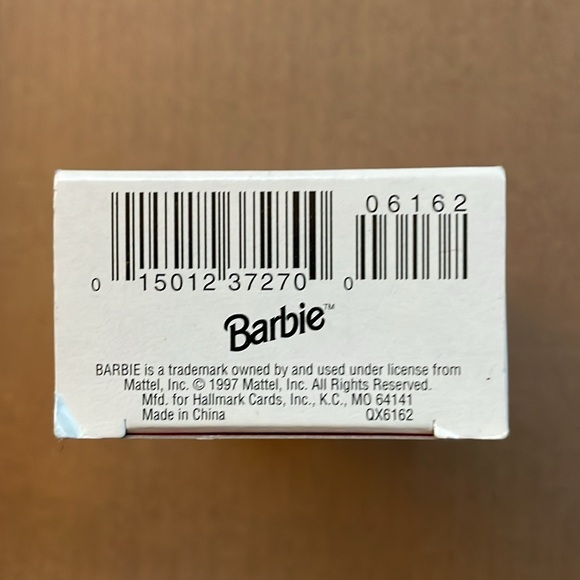 06162
0 15012 37270 0
Barbie™
BARBIE is a trademark owned by and used under license from
Mattel, Inc. © 1997 Mattel, Inc. All Rights Reserved.
Mfd. for Hallmark Cards, Inc., K.C., MO 64141
Made in China QX6162